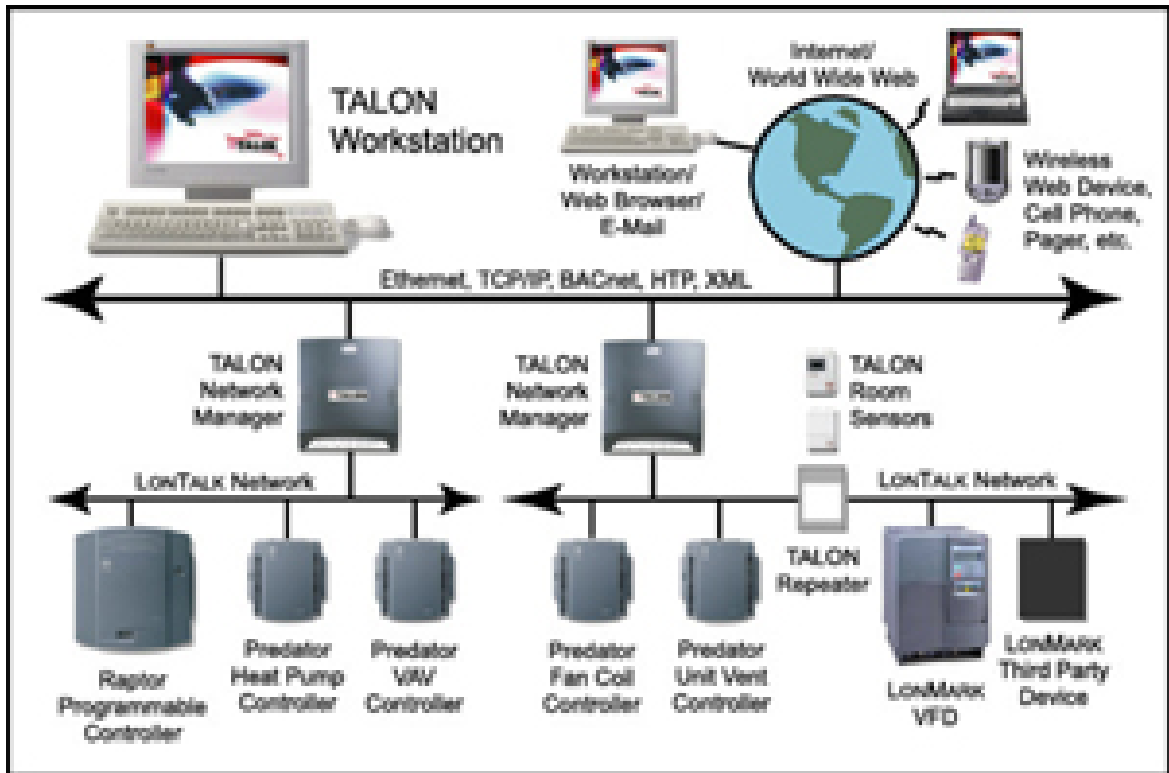 TALON
Workstation
Internet/
World Wide Web
Workstation/
Web Browser/
E-Mail
Wireless
Web Device,
Cell Phone,
Pager, etc.
Ethernet, TCP/IP, BACnet, HTP, XML
TALON
Network
Manager
TALON
Network
Manager
TALON
Room
Sensors
LONTALK Network
LONTALK Network
Raptor
Programmable
Controller
Predator
Heat Pump
Controller
Predator
VAV
Controller
Predator
Fan Coil
Controller
Predator
Unit Vent
Controller
TALON
Repeater
LONMARK
VFD
LONMARK
Third Party
Device